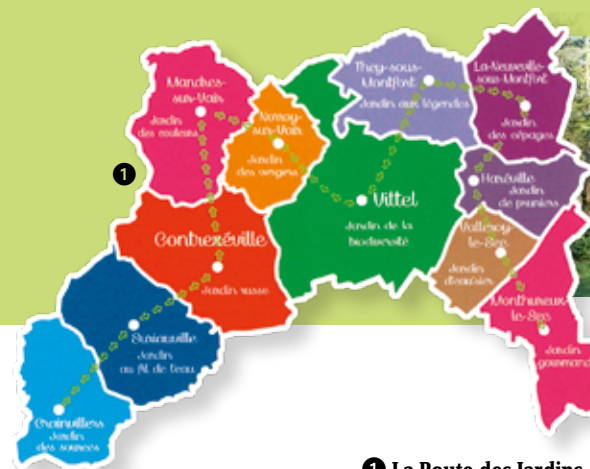 Mandres-
sur-Vair
Jardin
des couleurs
Norroy-
sur-Vair
Jardin
des vergers
They-sous-
Montfort
Jardin aux légendes
La-Neuveville-
sous-Montfort
Jardin
des cépages
Haréville
Jardin
de pruniers
Vittel
Jardin de la
biodiversité
Valleroy-
le-Sec
Jardin
d'osier
Monthureux-
le-Sec
Jardin
gourmand
Contrexéville
Jardin russe
Suriauville
Jardin
au fil de l'eau
Crainvilliers
Jardin
des sources
1
1 La Route des Jardins